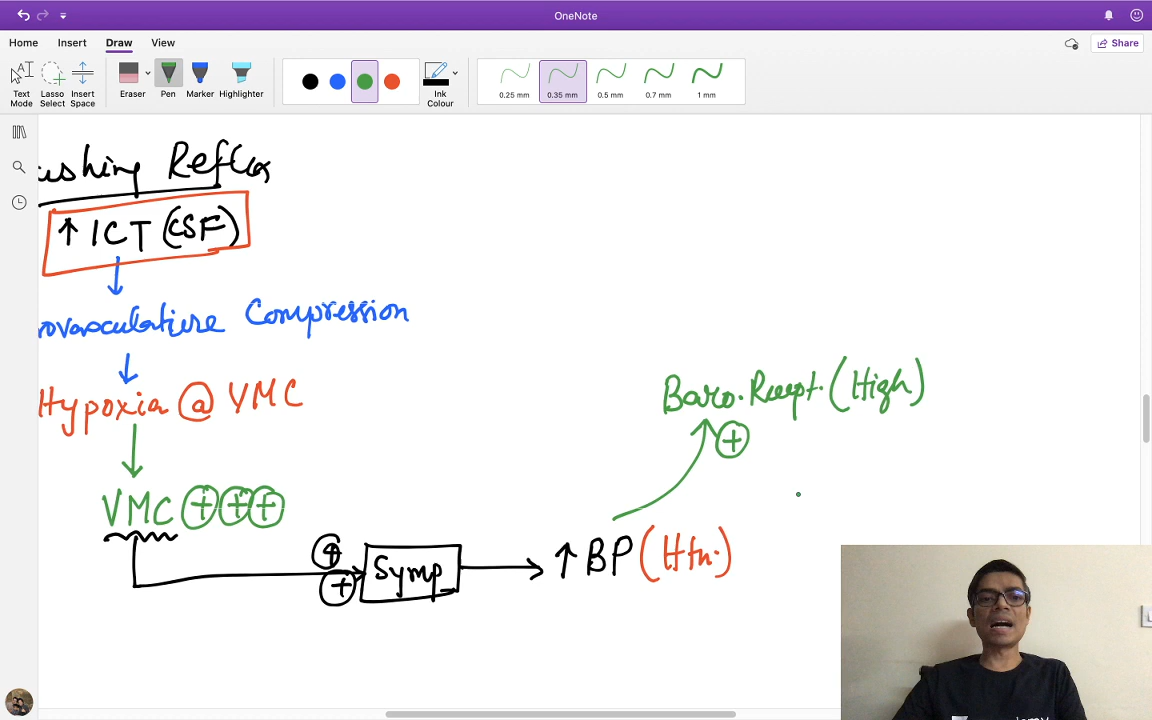 OneNote
Home Insert Draw View
Share
Text Mode
Lasso Select
Insert Space
Eraser
Pen
Marker
Highlighter
Ink Colour
0.25 mm
0.35 mm
0.5 mm
0.7 mm
1 mm
ushing Reflex
↑ ICT (CSF)
↓
rovasculature Compression
↓
Hypoxia @ VMC
↓
Baro. Recept. (High)
+
VMC + + +
+ +
Symp → ↑ BP (Htn.)